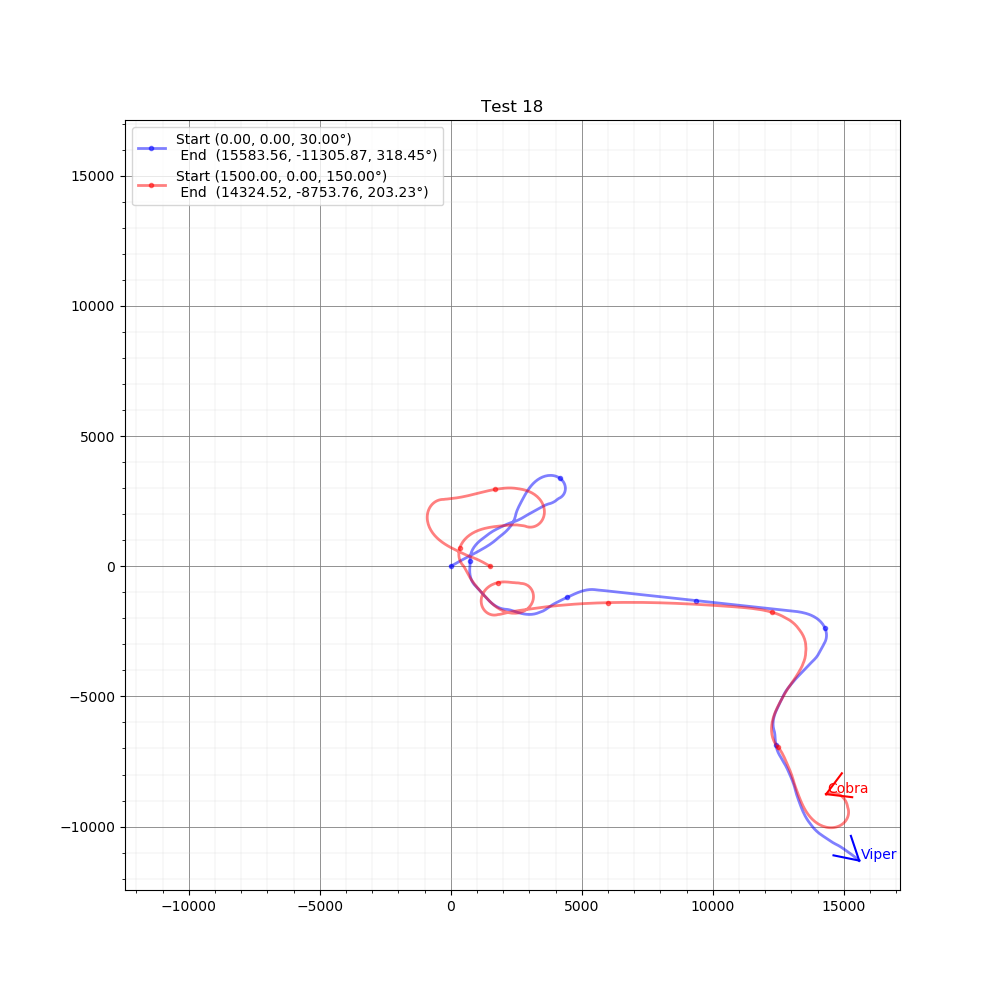 Test 18
Start (0.00, 0.00, 30.00°)
End  (15583.56, -11305.87, 318.45°)
Start (1500.00, 0.00, 150.00°)
End  (14324.52, -8753.76, 203.23°)
15000
10000
5000
0
−5000
−10000
Cobra
Viper
−10000
−5000
0
5000
10000
15000